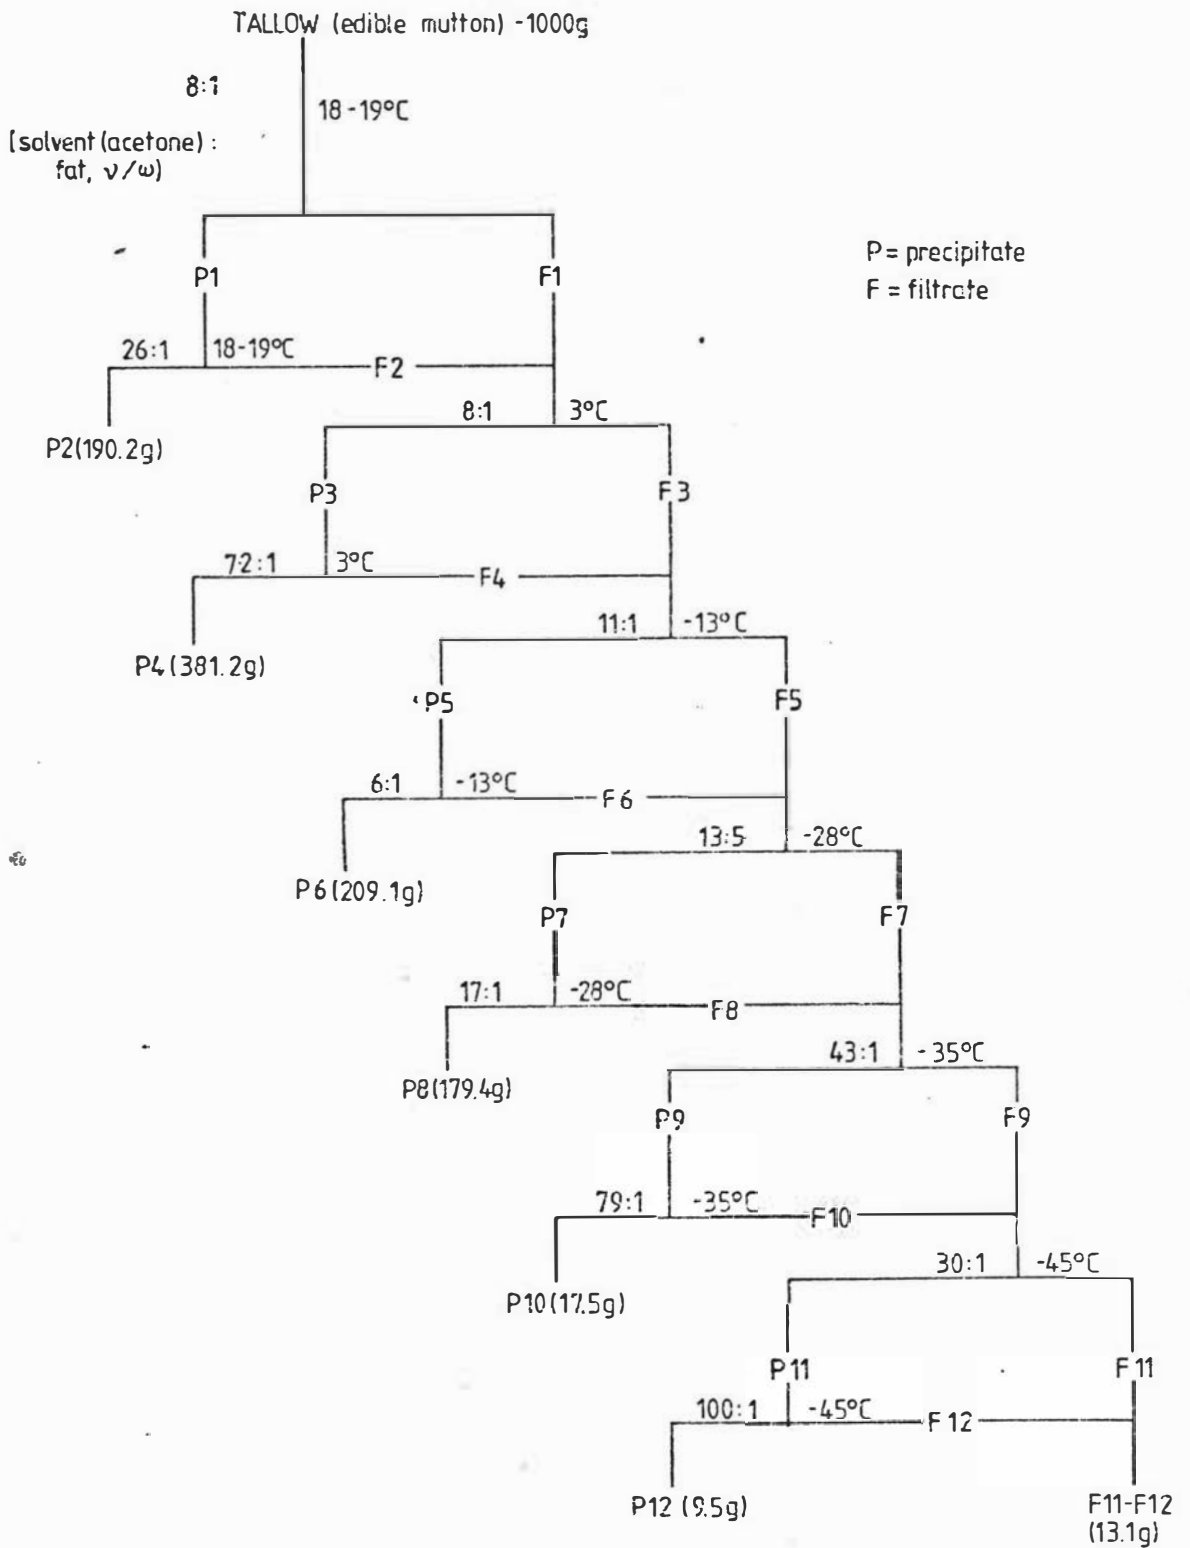 TALLOW (edible mutton) -1000g
8:1
18-19°C
(solvent (acetone) :
fat, v/ω)
P = precipitate
F = filtrate
P1
F1
26:1
18-19°C
F2
8:1
3°C
P2(190.2g)
P3
F3
72:1
3°C
F4
11:1
-13°C
P4(381.2g)
P5
F5
6:1
-13°C
F6
13:5
-28°C
P6(209.1g)
P7
F7
17:1
-28°C
F8
43:1
-35°C
P8(179.4g)
P9
F9
79:1
-35°C
F10
30:1
-45°C
P10(17.5g)
P11
F11
100:1
-45°C
F12
P12 (9.5g)
F11-F12
(13.1g)